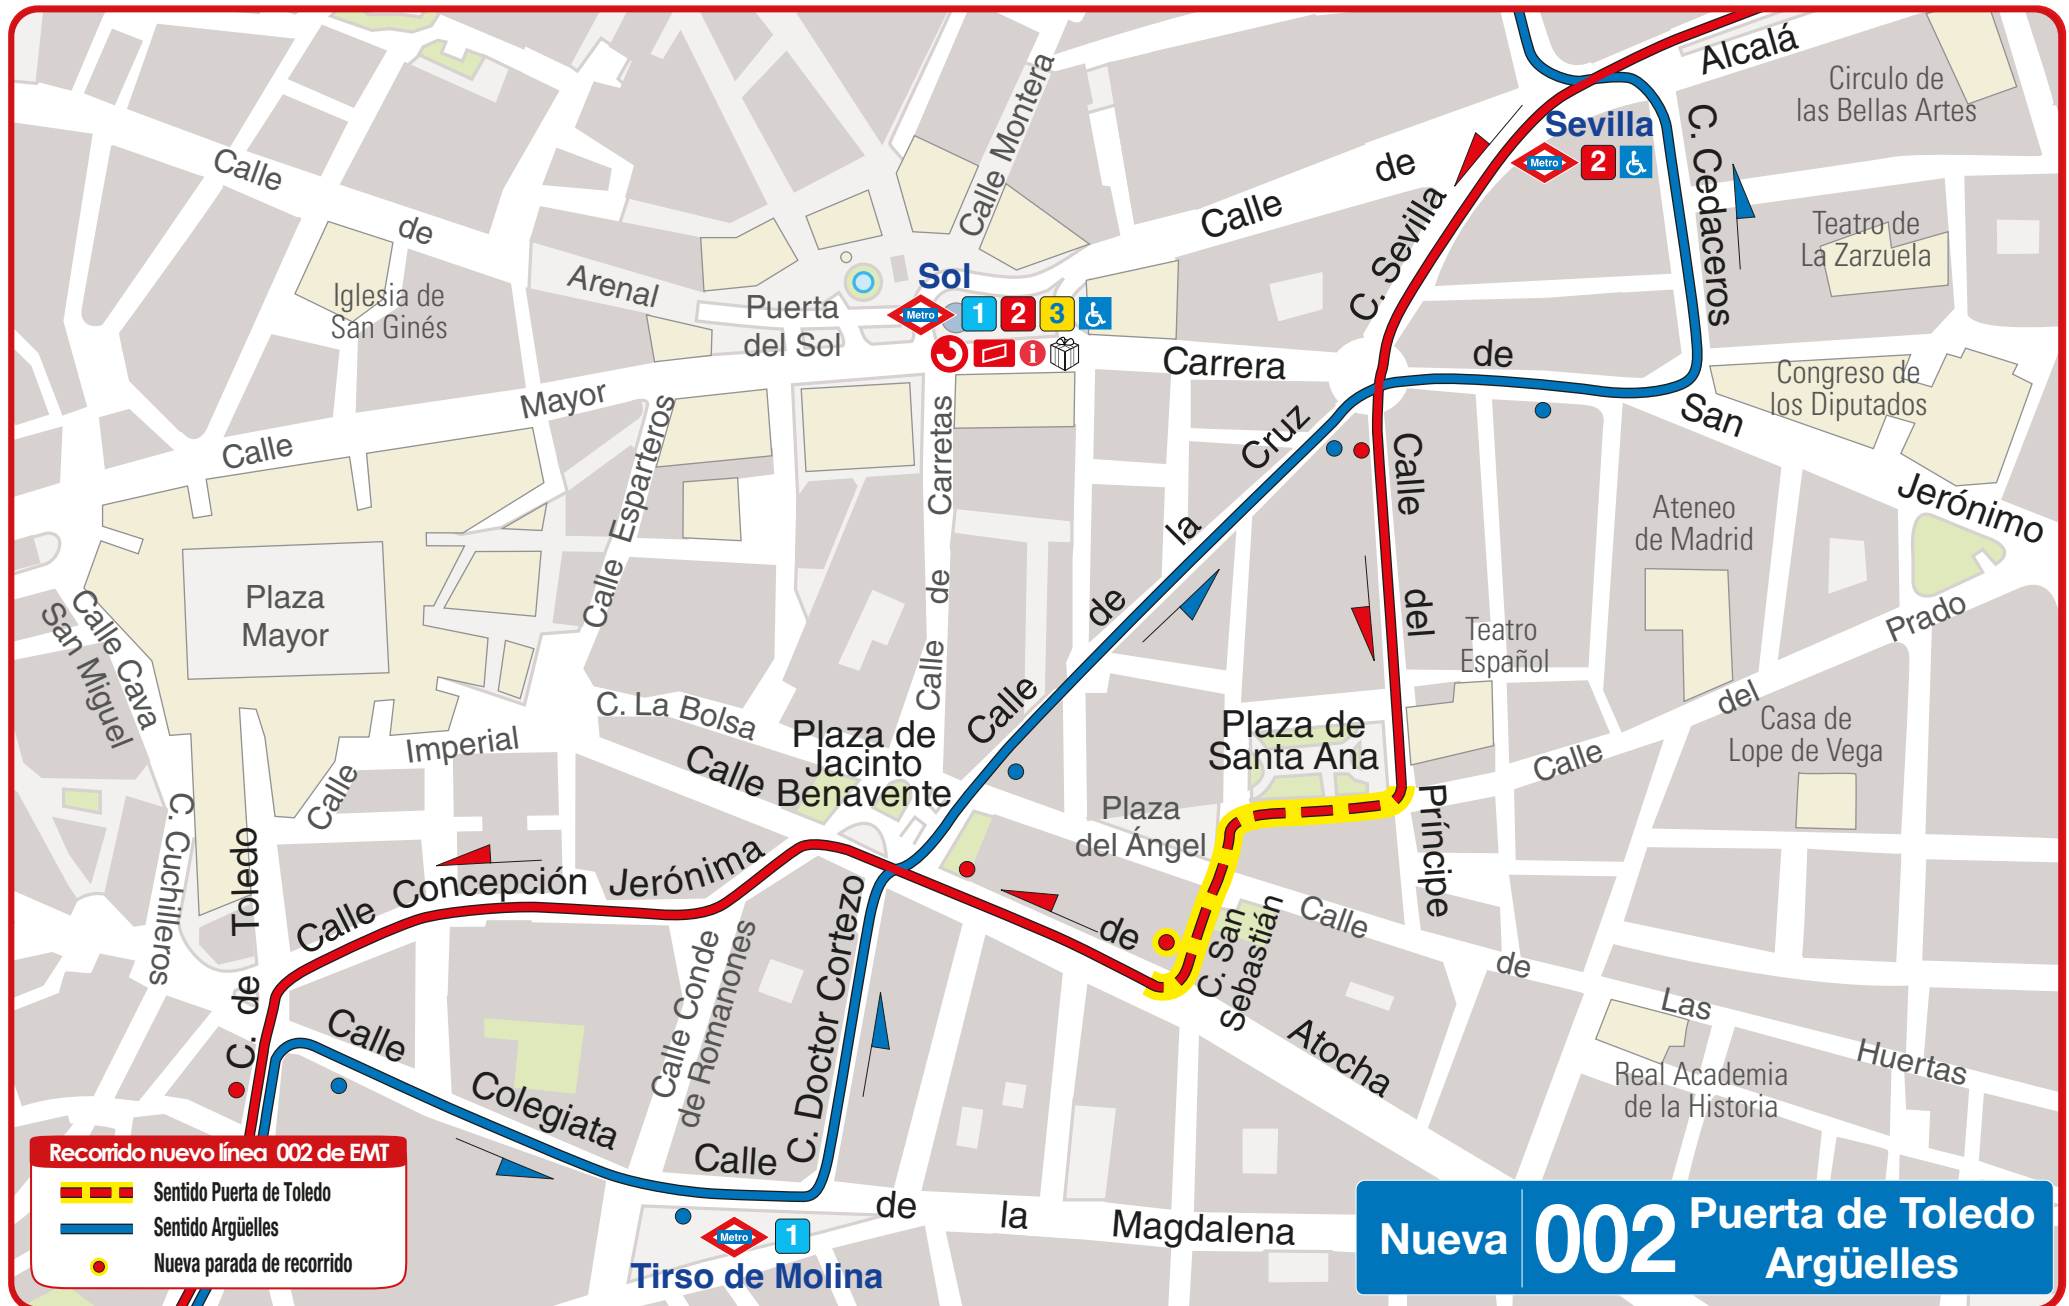 Alcalá
de
Calle
Circulo de
las Bellas Artes
Sevilla
Metro
2
C. Cedaceros
C. Sevilla
Teatro de
La Zarzuela
Calle Montera
Calle
de
Arenal
Iglesia de
San Ginés
Puerta
del Sol
Sol
Metro
1
2
3
i
Carrera
de
San
Jerónimo
Congreso de
los Diputados
Calle
Mayor
Calle Esparteros
Calle de Carretas
Calle de la Cruz
Calle del Príncipe
Ateneo
de Madrid
Teatro
Español
Calle del Prado
Casa de
Lope de Vega
Plaza
Mayor
Calle Cava
San Miguel
C. Cuchilleros
C. La Bolsa
Calle Imperial
Plaza de
Jacinto
Benavente
Plaza de
Santa Ana
Plaza
del Ángel
Calle de Atocha
C. San
Sebastián
Calle de Las Huertas
Real Academia
de la Historia
C. de Toledo
Calle Concepción Jerónima
Calle Conde
de Romanones
C. Doctor Cortezo
Calle Colegiata
Calle de la Magdalena
Metro
1
Tirso de Molina
Recorrido nuevo línea 002 de EMT
Sentido Puerta de Toledo
Sentido Argüelles
Nueva parada de recorrido
Nueva 002 Puerta de Toledo
Argüelles